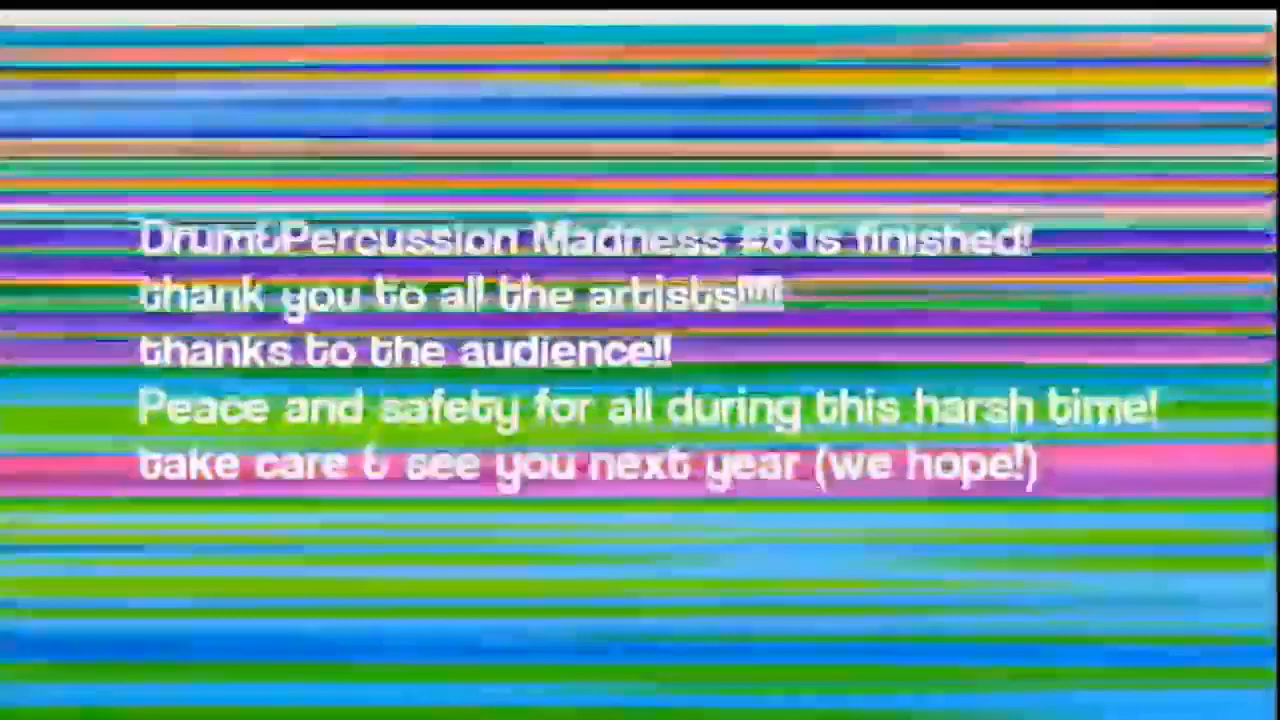 Drum&Percussion Madness #8 is finished!
thank you to all the artists!!!!!
thanks to the audience!!
Peace and safety for all during this harsh time!
take care & see you next year (we hope!)